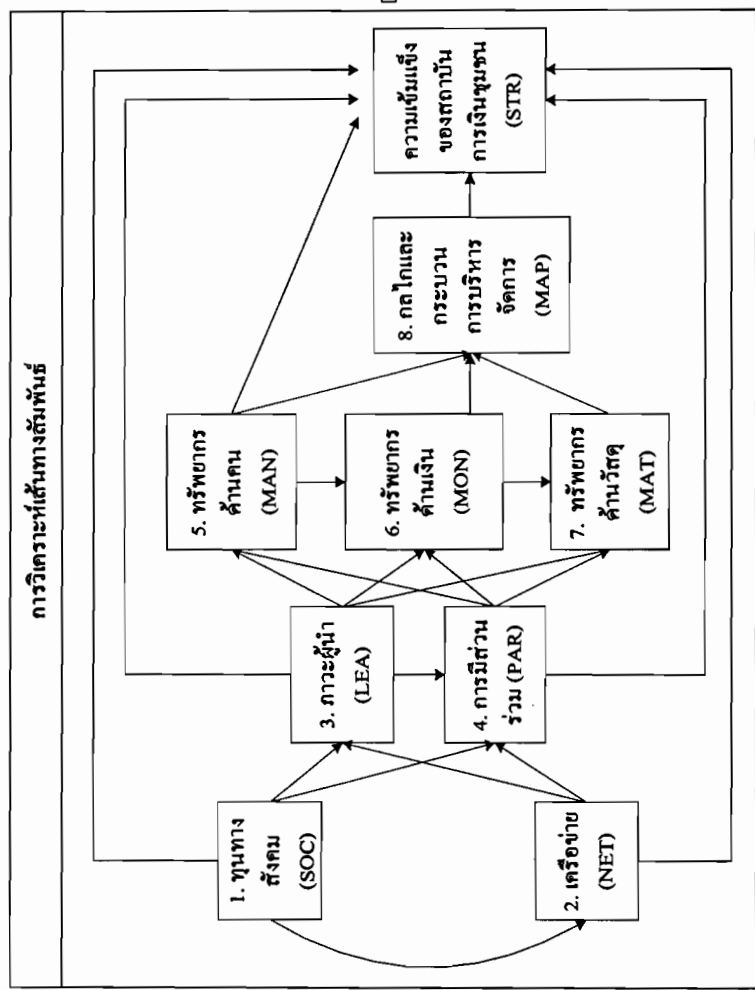 การวิเคราะห์เส้นทางสัมพันธ์
1. ทุนทาง
สังคม
(SOC)
2. เครือข่าย
(NET)
3. ภาวะผู้นำ
(LEA)
4. การมีส่วน
ร่วม (PAR)
5. ทรัพยากร
ด้านคน
(MAN)
6. ทรัพยากร
ด้านเงิน
(MON)
7. ทรัพยากร
ด้านวัสดุ
(MAT)
8. กลไกและ
กระบวน
การบริหาร
จัดการ
(MAP)
ความเข้มแข็ง
ของสถาบัน
การเงินชุมชน
(STR)